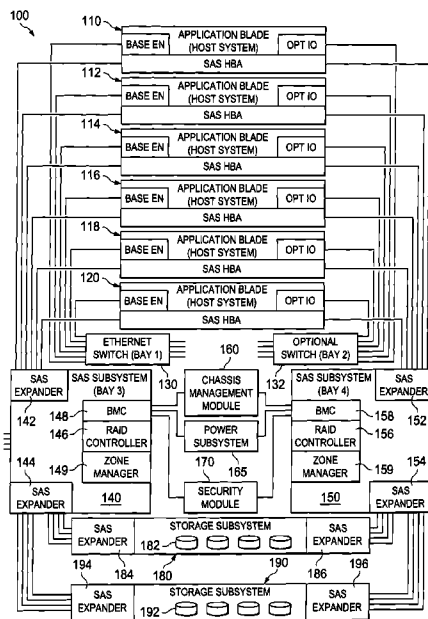 100
110
BASE EN APPLICATION BLADE (HOST SYSTEM) OPT IO
SAS HBA
112
BASE EN APPLICATION BLADE (HOST SYSTEM) OPT IO
SAS HBA
114
BASE EN APPLICATION BLADE (HOST SYSTEM) OPT IO
SAS HBA
116
BASE EN APPLICATION BLADE (HOST SYSTEM) OPT IO
SAS HBA
118
BASE EN APPLICATION BLADE (HOST SYSTEM) OPT IO
SAS HBA
120
BASE EN APPLICATION BLADE (HOST SYSTEM) OPT IO
SAS HBA
ETHERNET SWITCH (BAY 1)
130
160
OPTIONAL SWITCH (BAY 2)
132
SAS EXPANDER
142
SAS SUBSYSTEM (BAY 3)
148
BMC
146
RAID CONTROLLER
149
ZONE MANAGER
144
140
SAS EXPANDER
CHASSIS MANAGEMENT MODULE
POWER SUBSYSTEM
165
170
SECURITY MODULE
SAS SUBSYSTEM (BAY 4)
SAS EXPANDER
152
BMC
158
RAID CONTROLLER
156
ZONE MANAGER
159
150
154
SAS EXPANDER
SAS EXPANDER
184
STORAGE SUBSYSTEM
182
180
SAS EXPANDER
186
194
SAS EXPANDER
190
STORAGE SUBSYSTEM
192
196
SAS EXPANDER